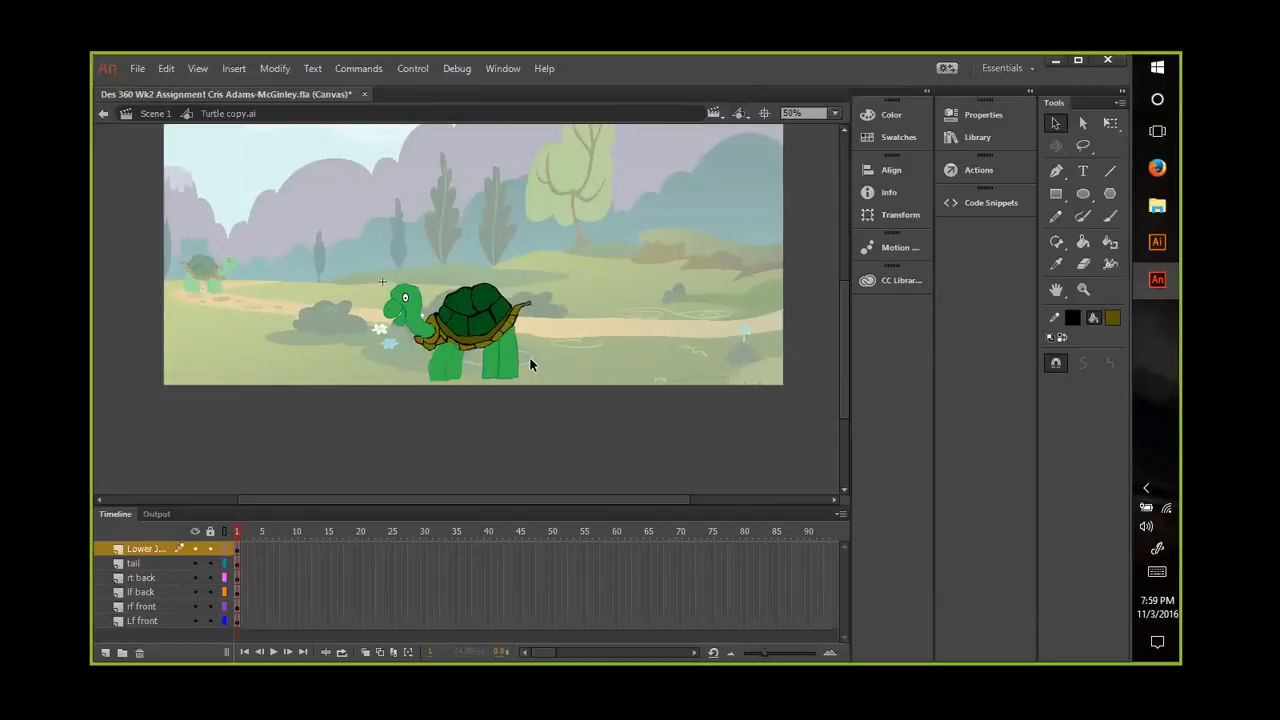 An File Edit View Insert Modify Text Commands Control Debug Window Help Essentials
Des 360 Wk2 Assignment Cris Adams-McGinley.fla (Canvas)* ×
Scene 1 Turtle copy.ai 50%
Tools
Color
Swatches
Align
Info
Transform
Motion ...
CC Librar...
Properties
Library
Actions
Code Snippets
T
Ai
An
Timeline Output
1 5 10 15 20 25 30 35 40 45 50 55 60 65 70 75 80 85 90
Lower J...
tail
rt back
lf back
rf front
Lf front
1 0.0s
7:59 PM
11/3/2016